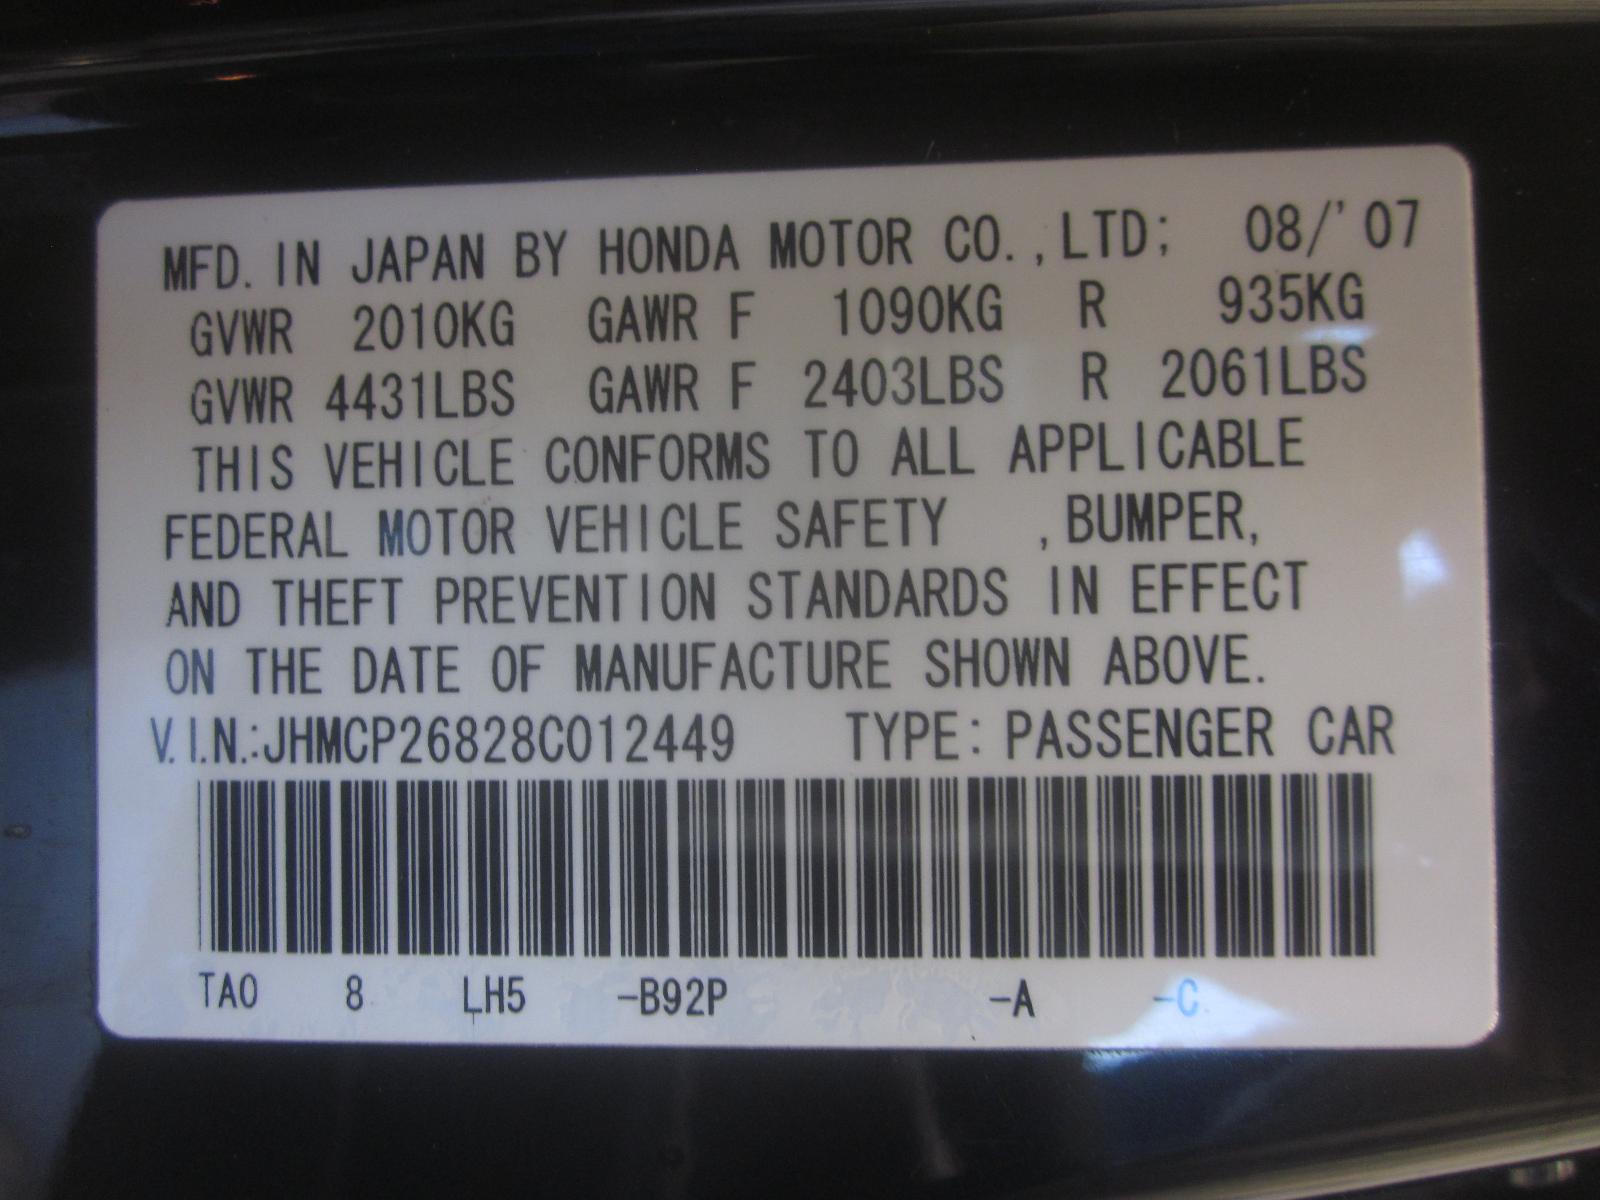 MFD. IN JAPAN BY HONDA MOTOR CO.,LTD; 08/'07
GVWR 2010KG GAWR F 1090KG R 935KG
GVWR 4431LBS GAWR F 2403LBS R 2061LBS
THIS VEHICLE CONFORMS TO ALL APPLICABLE
FEDERAL MOTOR VEHICLE SAFETY ,BUMPER,
AND THEFT PREVENTION STANDARDS IN EFFECT
ON THE DATE OF MANUFACTURE SHOWN ABOVE.
V.I.N.:JHMCP26828C012449 TYPE: PASSENGER CAR
TA0 8 LH5 -B92P -A -C